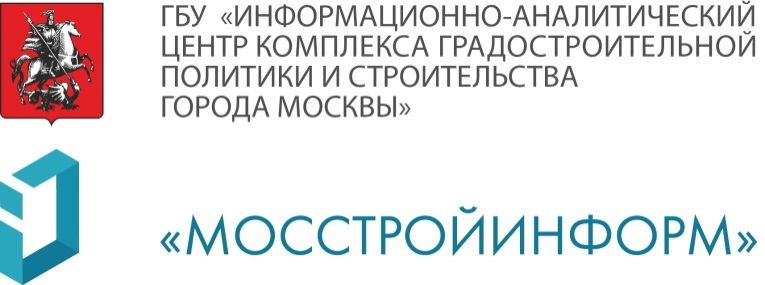 ГБУ «ИНФОРМАЦИОННО-АНАЛИТИЧЕСКИЙ
ЦЕНТР КОМПЛЕКСА ГРАДОСТРОИТЕЛЬНОЙ
ПОЛИТИКИ И СТРОИТЕЛЬСТВА
ГОРОДА МОСКВЫ»
«МОССТРОЙИНФОРМ»